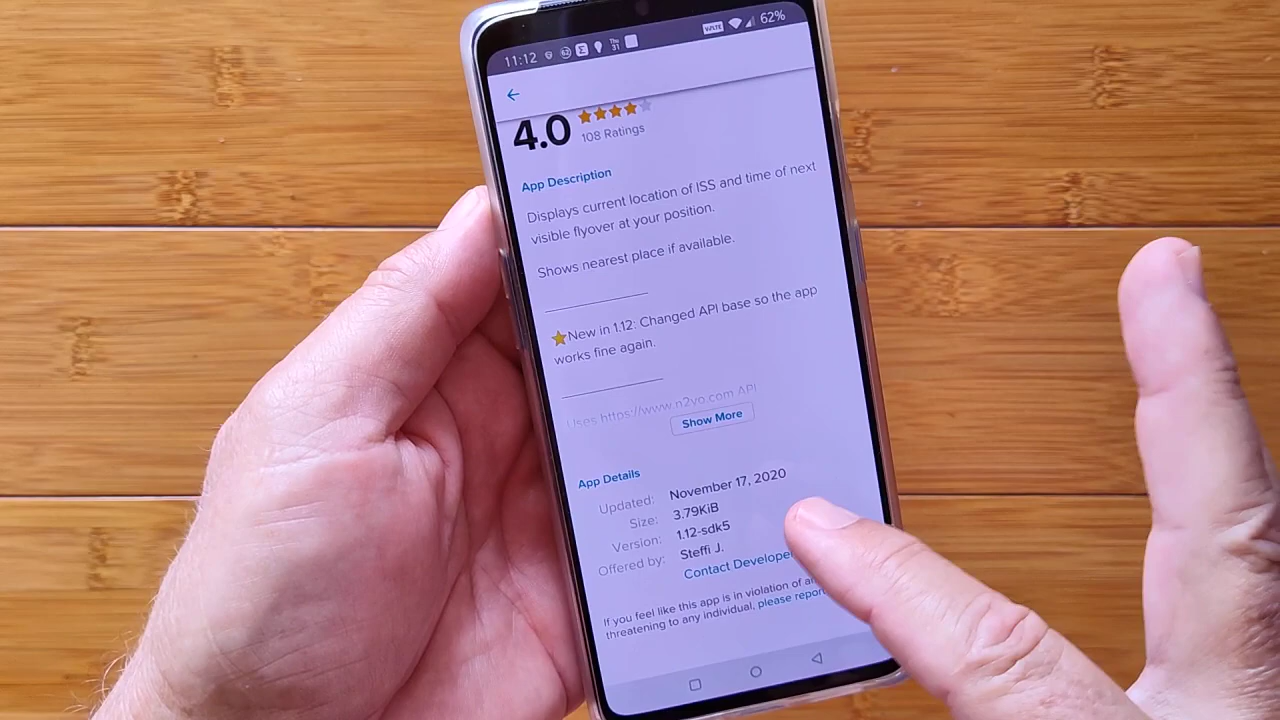 11:12 62 Thu 31 VoLTE 62%
4.0
108 Ratings
App Description
Displays current location of ISS and time of next
visible flyover at your position.
Shows nearest place if available.
New in 1.12: Changed API base so the app
works fine again.
Uses https://www.n2yo.com API
Show More
App Details
Updated: November 17, 2020
Size: 3.79KiB
Version: 1.12-sdk5
Offered by: Steffi J.
Contact Developer
If you feel like this app is in violation of
threatening to any individual, please report